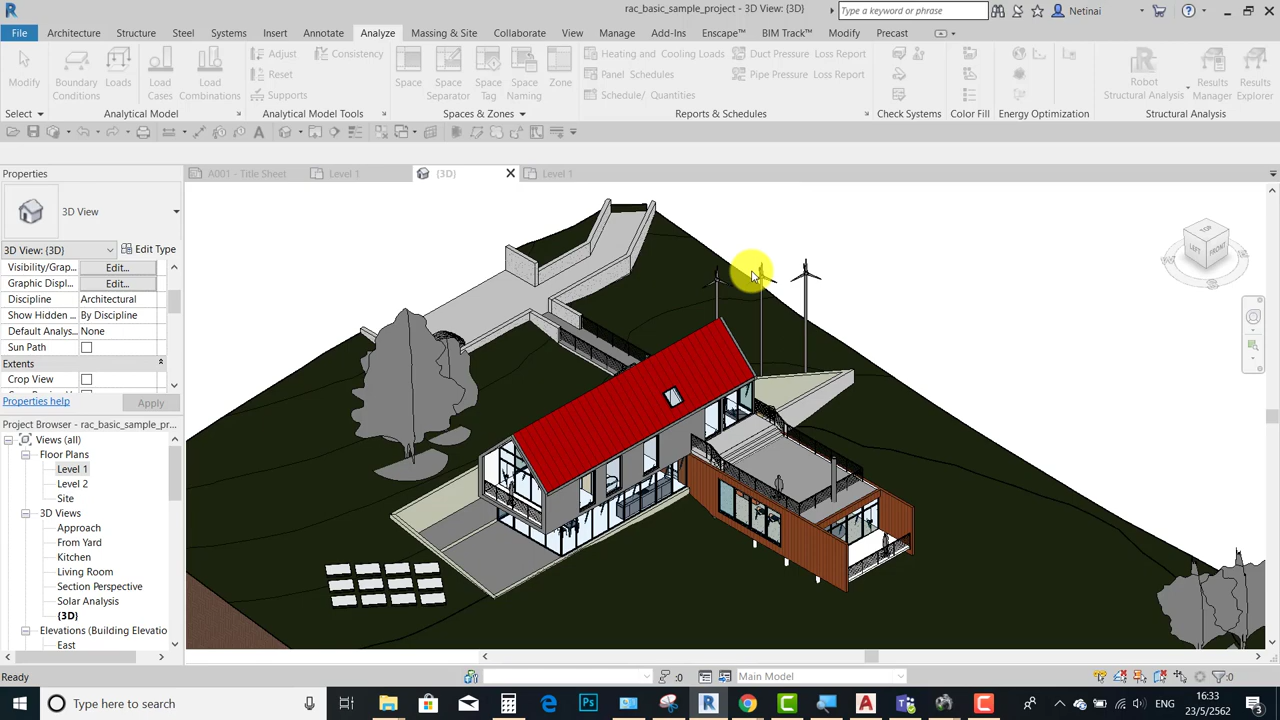 rac_basic_sample_project - 3D View: {3D}
Type a keyword or phrase
Netinai
File Architecture Structure Steel Systems Insert Annotate Analyze Massing & Site Collaborate View Manage Add-Ins Enscape™ BIM Track™ Modify Precast
Modify
Boundary Conditions
Loads
Load Cases
Load Combinations
Adjust
Reset
Supports
Consistency
Space
Space Separator
Space Tag
Space Naming
Zone
Heating and Cooling Loads
Panel Schedules
Schedule/ Quantities
Duct Pressure Loss Report
Pipe Pressure Loss Report
Robot Structural Analysis
Results Manager
Results Explorer
Select Analytical Model Analytical Model Tools Spaces & Zones Reports & Schedules Check Systems Color Fill Energy Optimization Structural Analysis
Properties
A001 - Title Sheet Level 1 {3D} Level 1
3D View
3D View: {3D} Edit Type
Visibility/Grap... Edit...
Graphic Displ... Edit...
Discipline Architectural
Show Hidden ... By Discipline
Default Analys... None
Sun Path
Extents
Crop View
Properties help Apply
Project Browser - rac_basic_sample_pr...
Views (all)
Floor Plans
Level 1
Level 2
Site
3D Views
Approach
From Yard
Kitchen
Living Room
Section Perspective
Solar Analysis
{3D}
Elevations (Building Elevatio
East
TOP
LEFT
FRONT
Ready
:0
Main Model
:0
Type here to search
ENG
16:33
23/5/2562